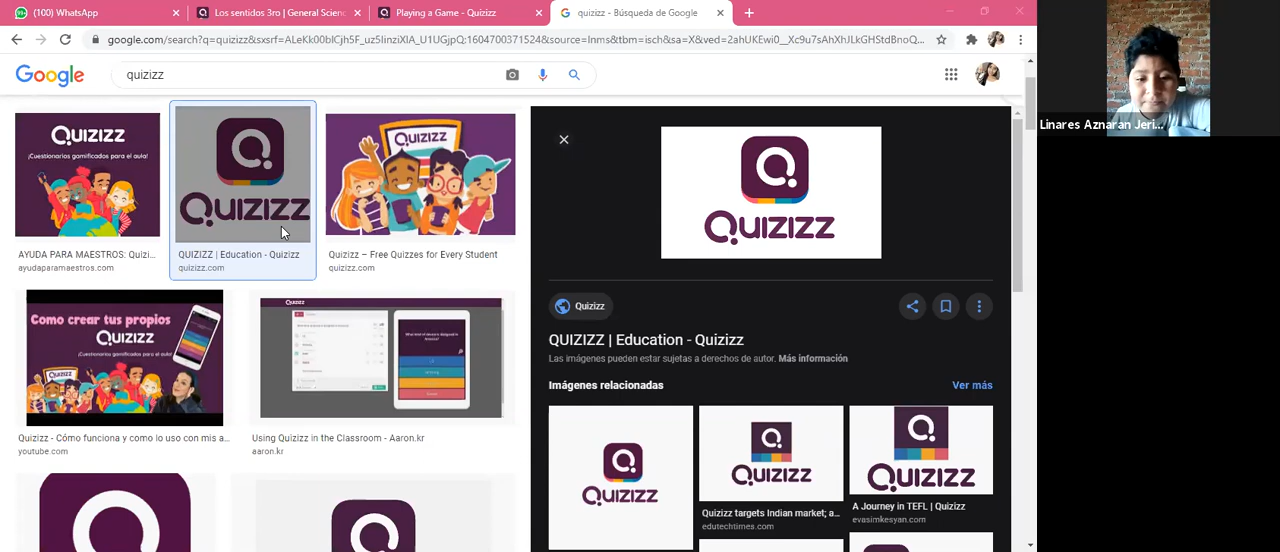 (100) WhatsApp
Los sentidos 3ro | General Scienc
Playing a Game - Quizizz
quizizz - Búsqueda de Google
google.com/search?q=quizizz&sxsrf=ALeKk00bICjh5F_uz5IinziXlA_U1UGJpQ:1604770371524&source=lnms&tbm=isch&sa=X&ved=2ahUKEwi0__Xc9u7sAhXhJLkGHStdBnoQ...
Google
quizizz
Quizizz
¡Cuestionarios gamificados para el aula!
AYUDA PARA MAESTROS: Quizi...
ayudaparamaestros.com
Quizizz
QUIZIZZ | Education - Quizizz
quizizz.com
QUIZIZZ
Quizizz – Free Quizzes for Every Student
quizizz.com
Como crear tus propios
Quizizz
¡Cuestionarios gamificados para el aula!
Quizizz - Cómo funciona y como lo uso con mis a...
youtube.com
Quizizz
Using Quizizz in the Classroom - Aaron.kr
aaron.kr
Quizizz
Quizizz
QUIZIZZ | Education - Quizizz
Las imágenes pueden estar sujetas a derechos de autor. Más información
Imágenes relacionadas
Ver más
Quizizz
Quizizz
Quizizz targets Indian market; a...
edutechtimes.com
Quizizz
A Journey in TEFL | Quizizz
evasimkesyan.com
Linares Aznaran Jeri...